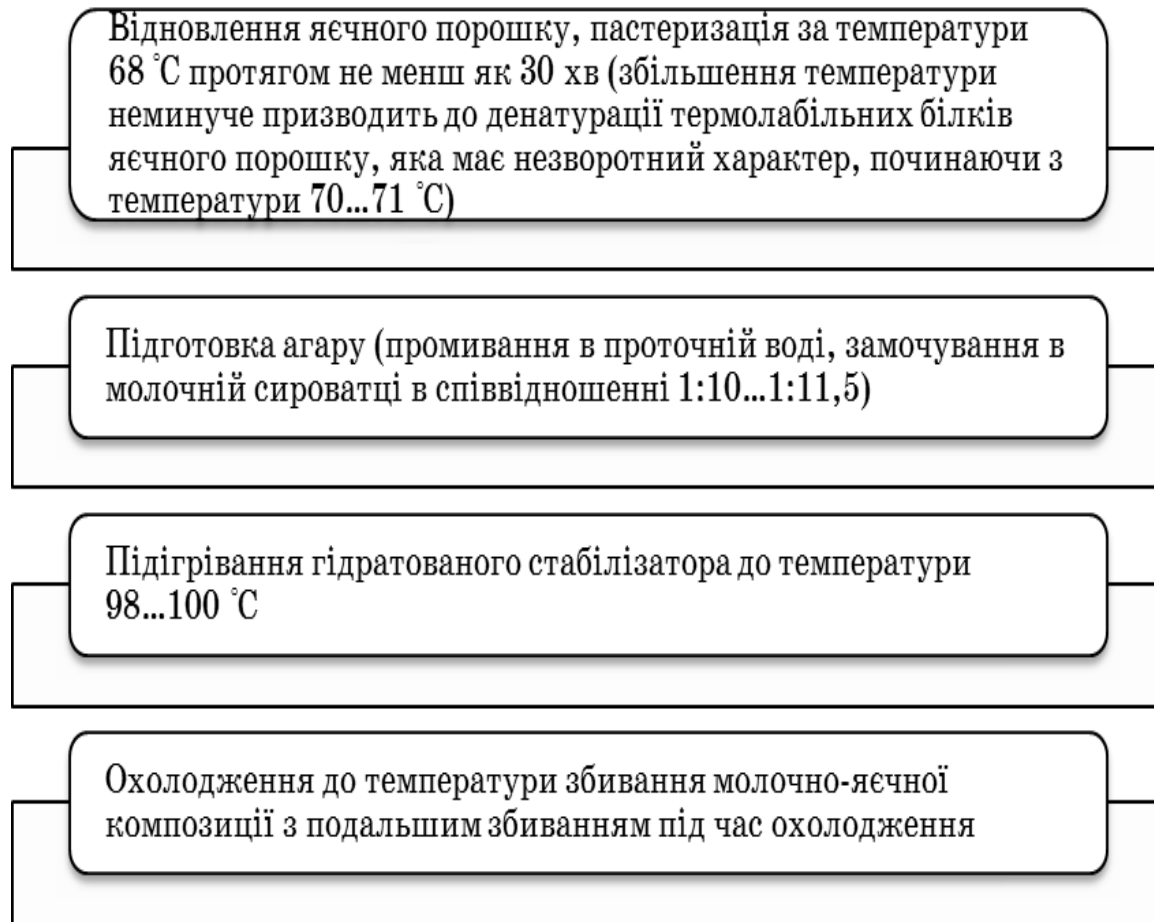 Відновлення яєчного порошку, пастеризація за температури
68 °С протягом не менш як 30 хв (збільшення температури
неминуче призводить до денатурації термолабільних білків
яєчного порошку, яка має незворотний характер, починаючи з
температури 70...71 °С)
Підготовка агару (промивання в проточній воді, замочування в
молочній сироватці в співвідношенні 1:10...1:11,5)
Підігрівання гідратованого стабілізатора до температури
98...100 °С
Охолодження до температури збивання молочно-яєчної
композиції з подальшим збиванням під час охолодження